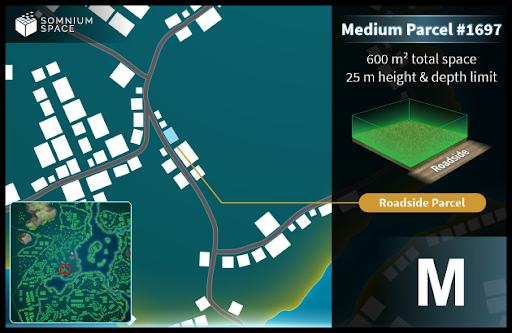 SOMNIUM
SPACE
Medium Parcel #1697
600 m² total space
25 m height & depth limit
Roadside
Roadside Parcel
M